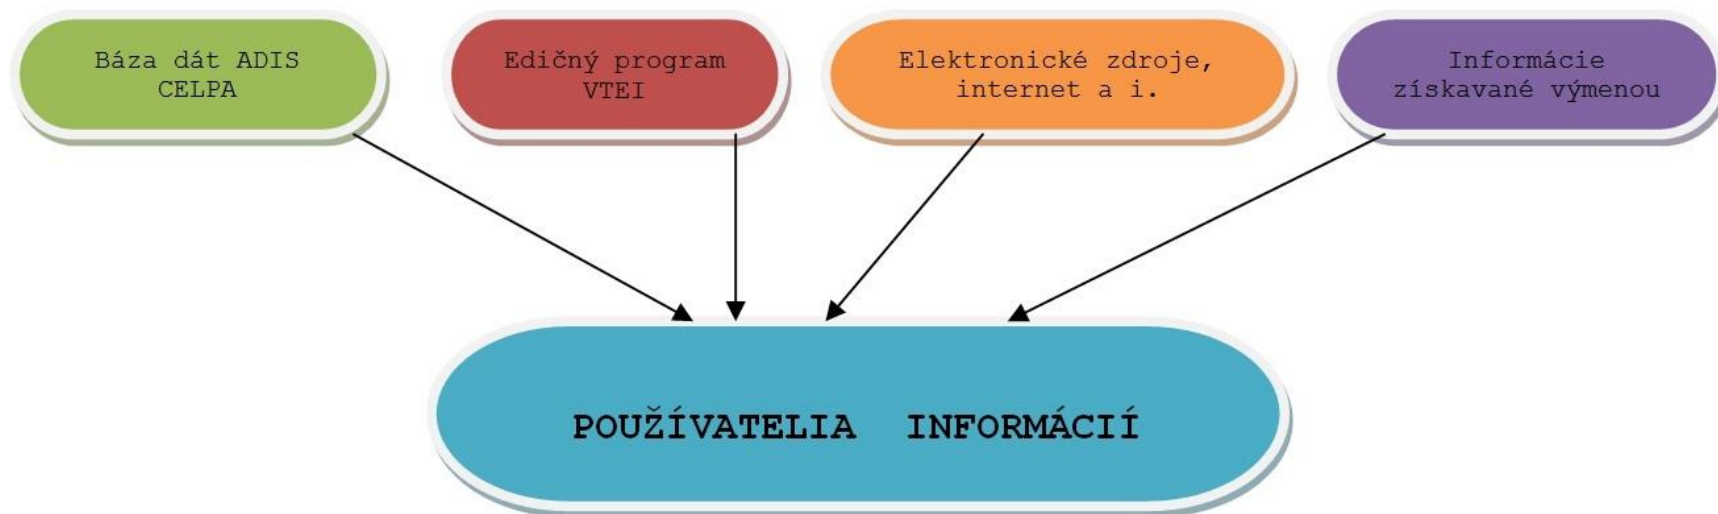 Báza dát ADIS
CELPA
Edičný program
VTEI
Elektronické zdroje,
internet a i.
Informácie
získavané výmenou
POUŽÍVATELIA INFORMÁCIÍ